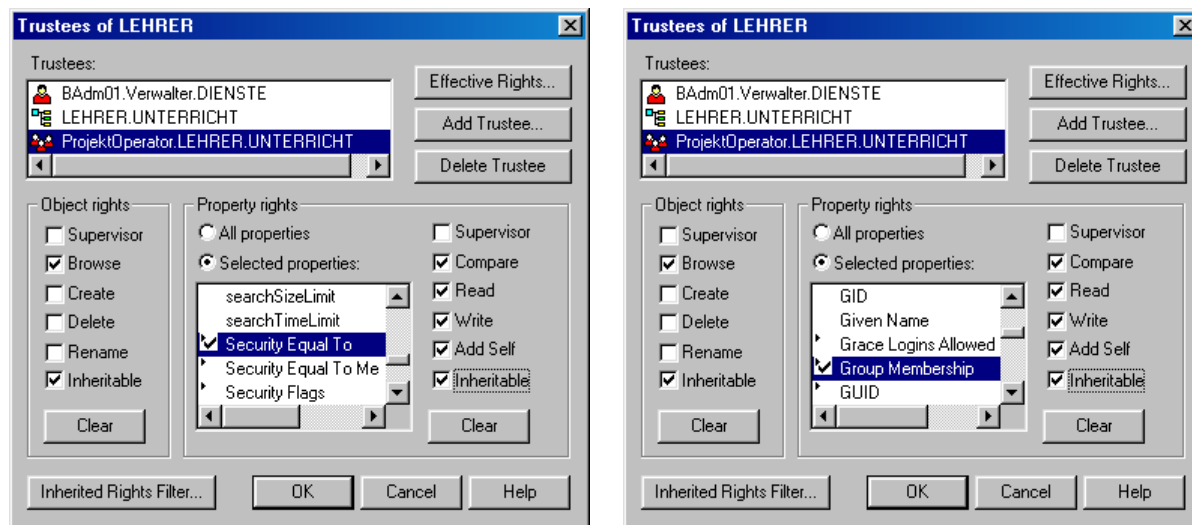 Trustees of LEHRER
Trustees:
BAdm01.Verwalter.DIENSTE
LEHRER.UNTERRICHT
ProjektOperator.LEHRER.UNTERRICHT
Effective Rights...
Add Trustee...
Delete Trustee
Object rights
Supervisor
Browse
Create
Delete
Rename
Inheritable
Clear
Property rights
All properties
Selected properties:
searchSizeLimit
searchTimeLimit
Security Equal To
Security Equal To Me
Security Flags
Supervisor
Compare
Read
Write
Add Self
Inheritable
Clear
Inherited Rights Filter...
OK
Cancel
Help
Trustees of LEHRER
Trustees:
BAdm01.Verwalter.DIENSTE
LEHRER.UNTERRICHT
ProjektOperator.LEHRER.UNTERRICHT
Effective Rights...
Add Trustee...
Delete Trustee
Object rights
Supervisor
Browse
Create
Delete
Rename
Inheritable
Clear
Property rights
All properties
Selected properties:
GID
Given Name
Grace Logins Allowed
Group Membership
GUID
Supervisor
Compare
Read
Write
Add Self
Inheritable
Clear
Inherited Rights Filter...
OK
Cancel
Help